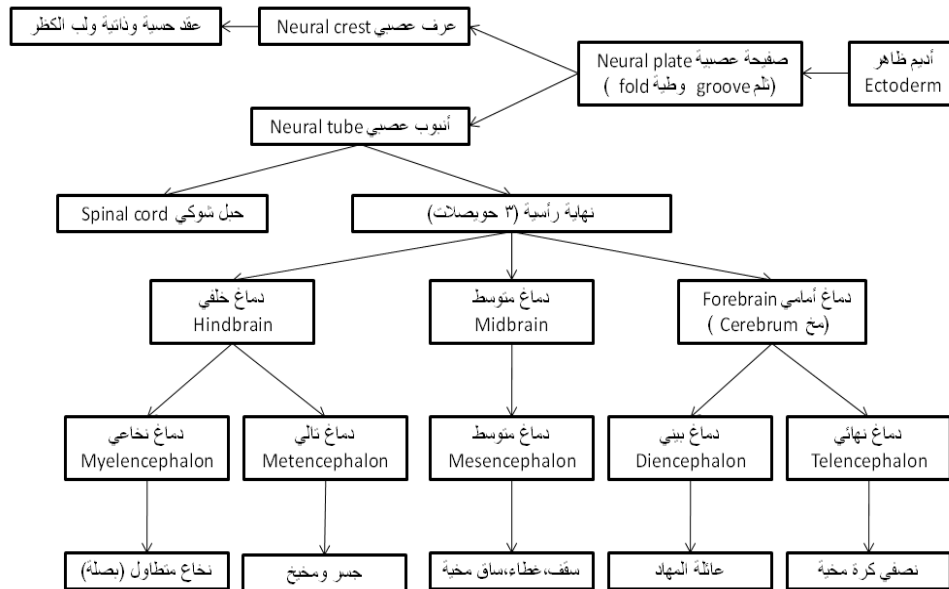 أديم ظاهر
Ectoderm
صفيحة عصبية Neural plate
(ثلم groove وطية fold )
عرف عصبي Neural crest
عقد حسية وذاتية ولب الكظر
أنبوب عصبي Neural tube
نهاية رأسية (٣ حويصلات)
حبل شوكي Spinal cord
دماغ أمامي Forebrain
(مخ Cerebrum )
دماغ متوسط
Midbrain
دماغ خلفي
Hindbrain
دماغ نهائي
Telencephalon
دماغ بيني
Diencephalon
دماغ متوسط
Mesencephalon
دماغ تالي
Metencephalon
دماغ نخاعي
Myelencephalon
نصفي كرة مخية
عائلة المهاد
سقف،غطاء،ساق مخية
جسر ومخيخ
نخاع متطاول (بصلة)